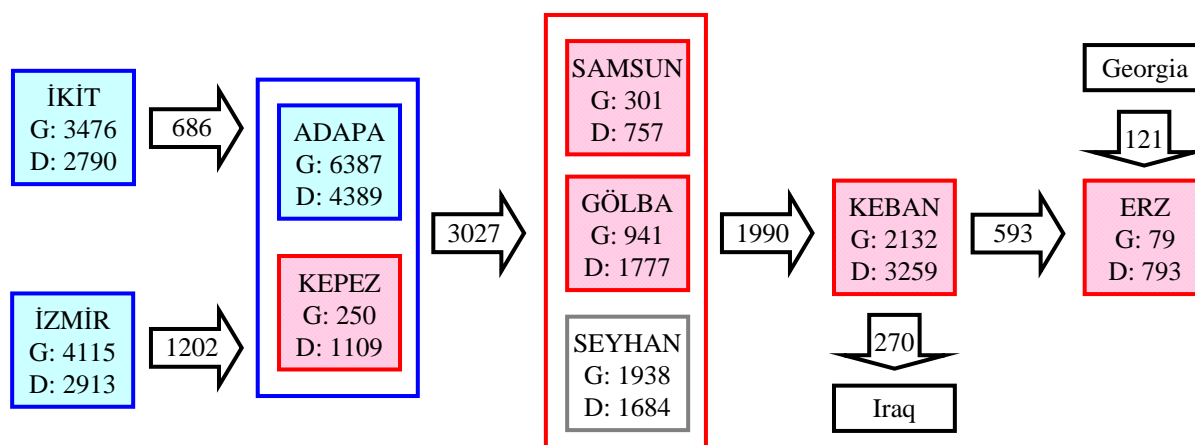 İKİT
G: 3476
D: 2790
686
İZMİR
G: 4115
D: 2913
1202
ADAPA
G: 6387
D: 4389
KEPEZ
G: 250
D: 1109
3027
SAMSUN
G: 301
D: 757
GÖLBA
G: 941
D: 1777
SEYHAN
G: 1938
D: 1684
1990
KEBAN
G: 2132
D: 3259
270
Iraq
593
Georgia
121
ERZ
G: 79
D: 793